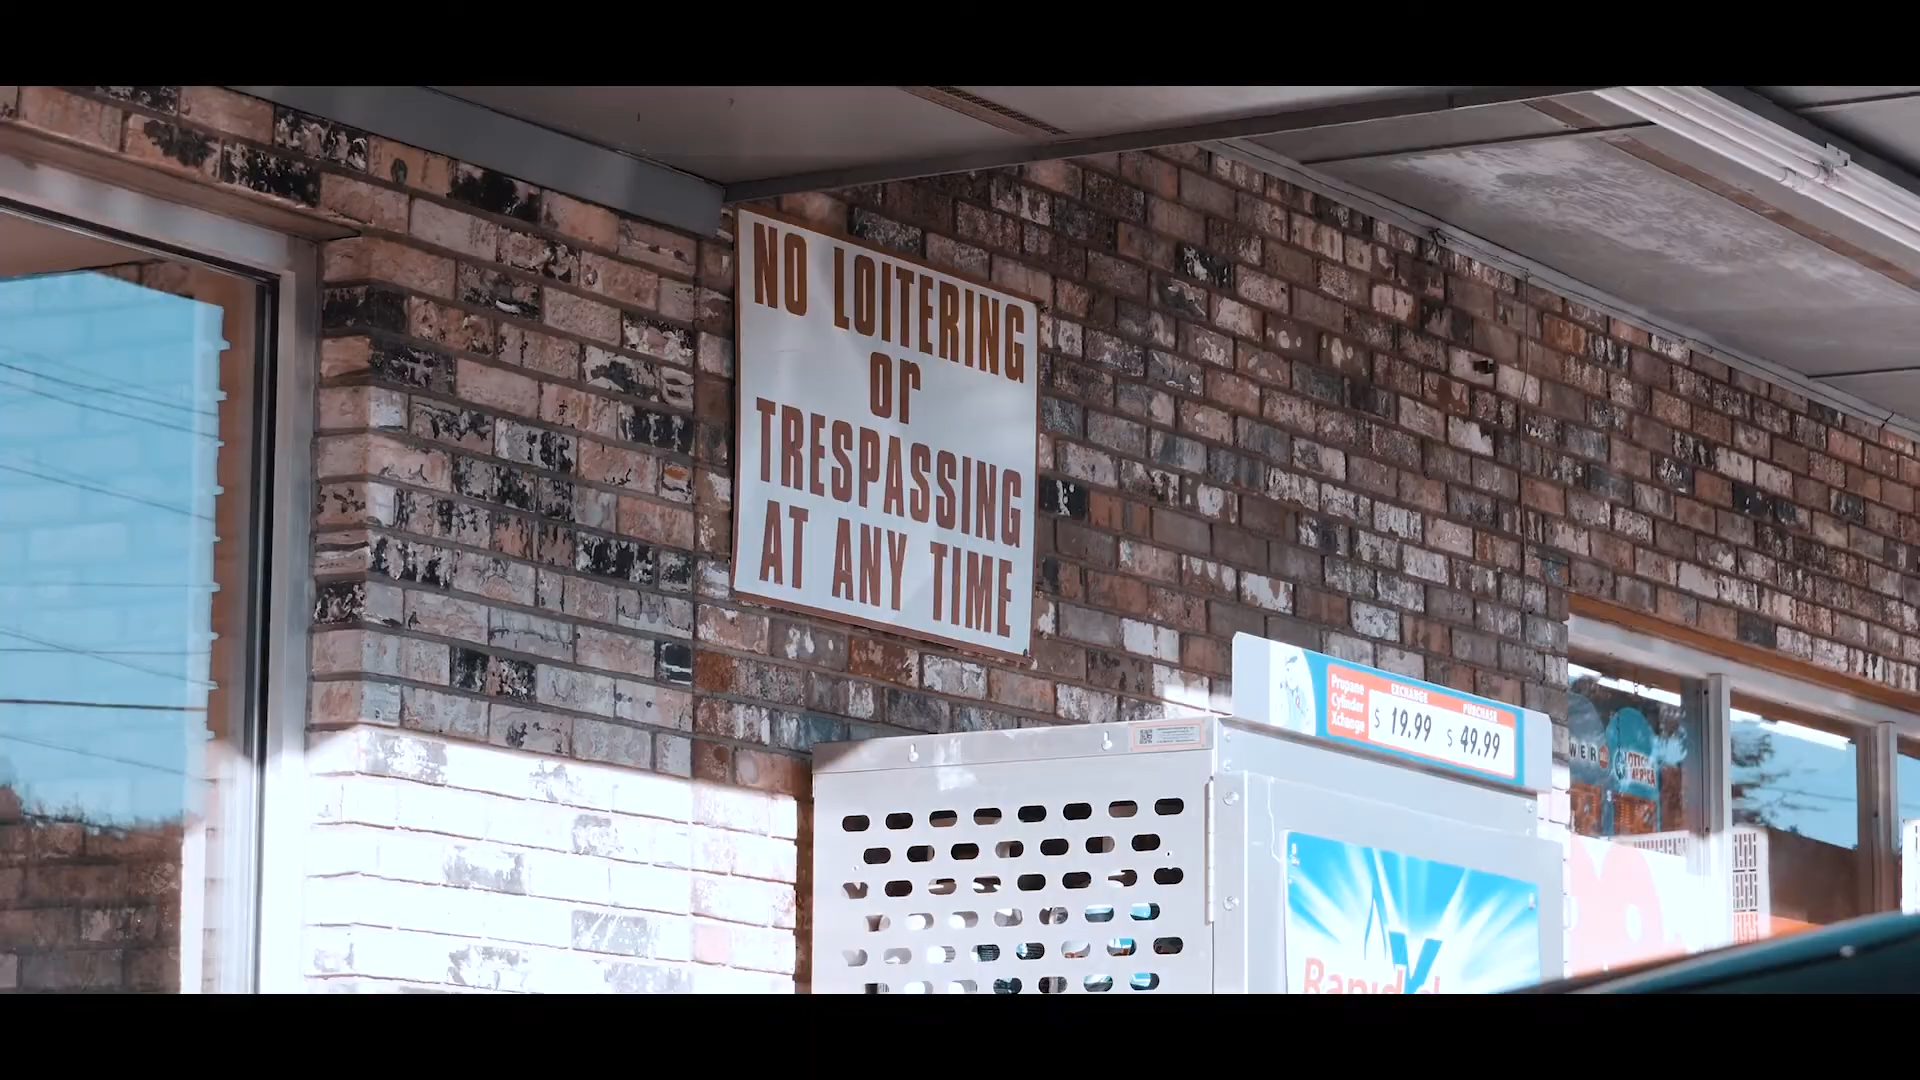 NO LOITERING
or
TRESPASSING
AT ANY TIME
Propane
Cylinder
Xchange
EXCHANGE
$ 19.99
PURCHASE
$ 49.99